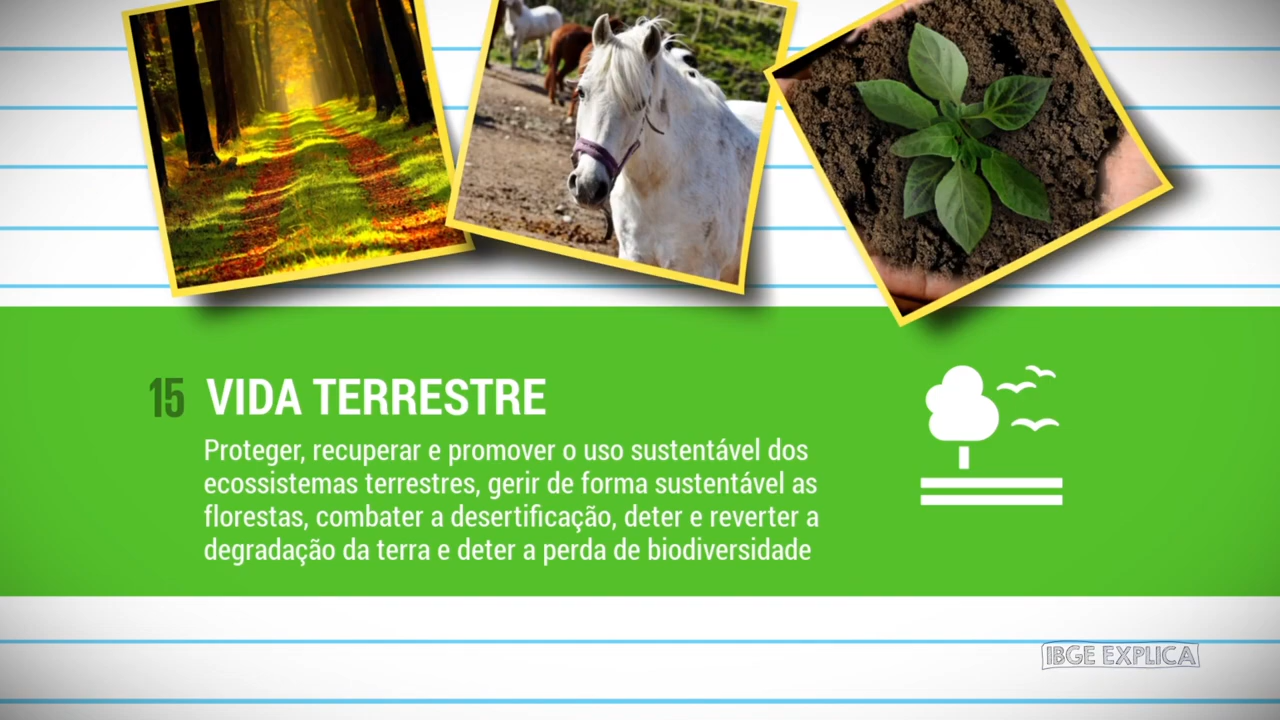 15 VIDA TERRESTRE
Proteger, recuperar e promover o uso sustentável dos
ecossistemas terrestres, gerir de forma sustentável as
florestas, combater a desertificação, deter e reverter a
degradação da terra e deter a perda de biodiversidade
IBGE EXPLICA